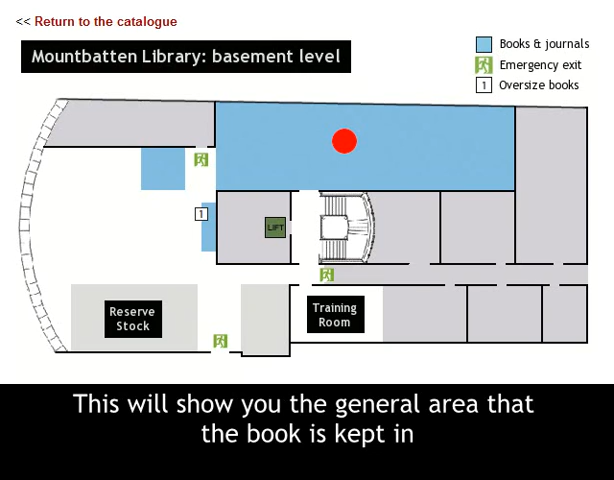 << Return to the catalogue
Mountbatten Library: basement level
Books & journals
Emergency exit
1 Oversize books
1
LIFT
Reserve
Stock
Training
Room
This will show you the general area that
the book is kept in